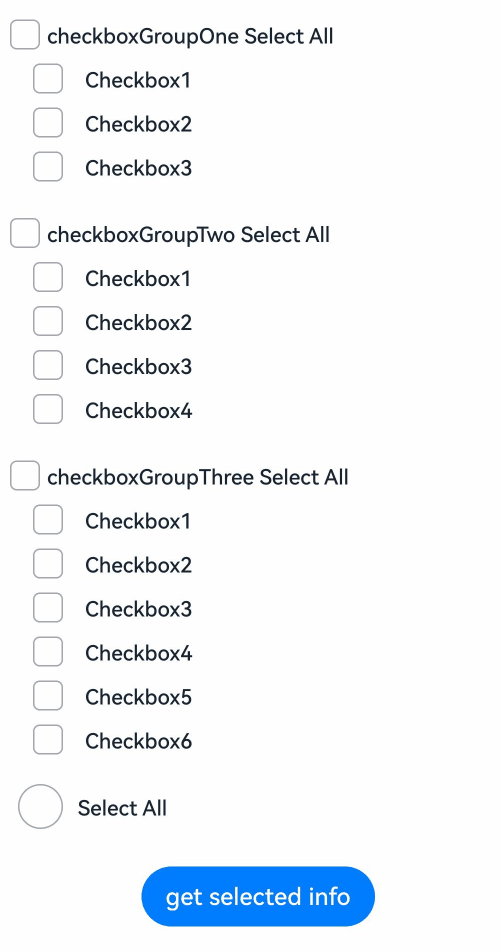 checkboxGroupOne Select All
Checkbox1
Checkbox2
Checkbox3
checkboxGroupTwo Select All
Checkbox1
Checkbox2
Checkbox3
Checkbox4
checkboxGroupThree Select All
Checkbox1
Checkbox2
Checkbox3
Checkbox4
Checkbox5
Checkbox6
Select All
get selected info